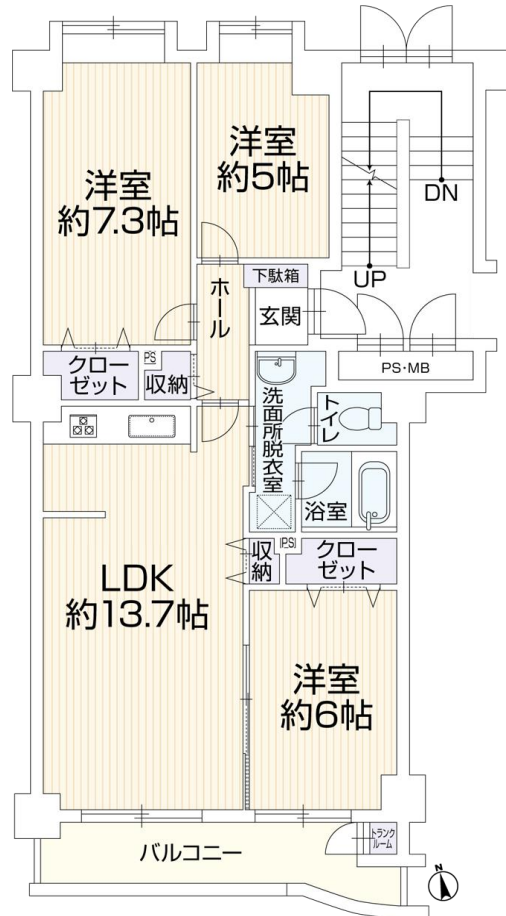 洋室
約5帖
洋室
約7.3帖
DN
UP
下駄箱
ホール
玄関
PS・MB
クロー
ゼット
PS
収納
洗面所脱衣室
トイレ
浴室
LDK
約13.7帖
収納
PS
クロー
ゼット
洋室
約6帖
バルコニー
トランク
ルーム
N